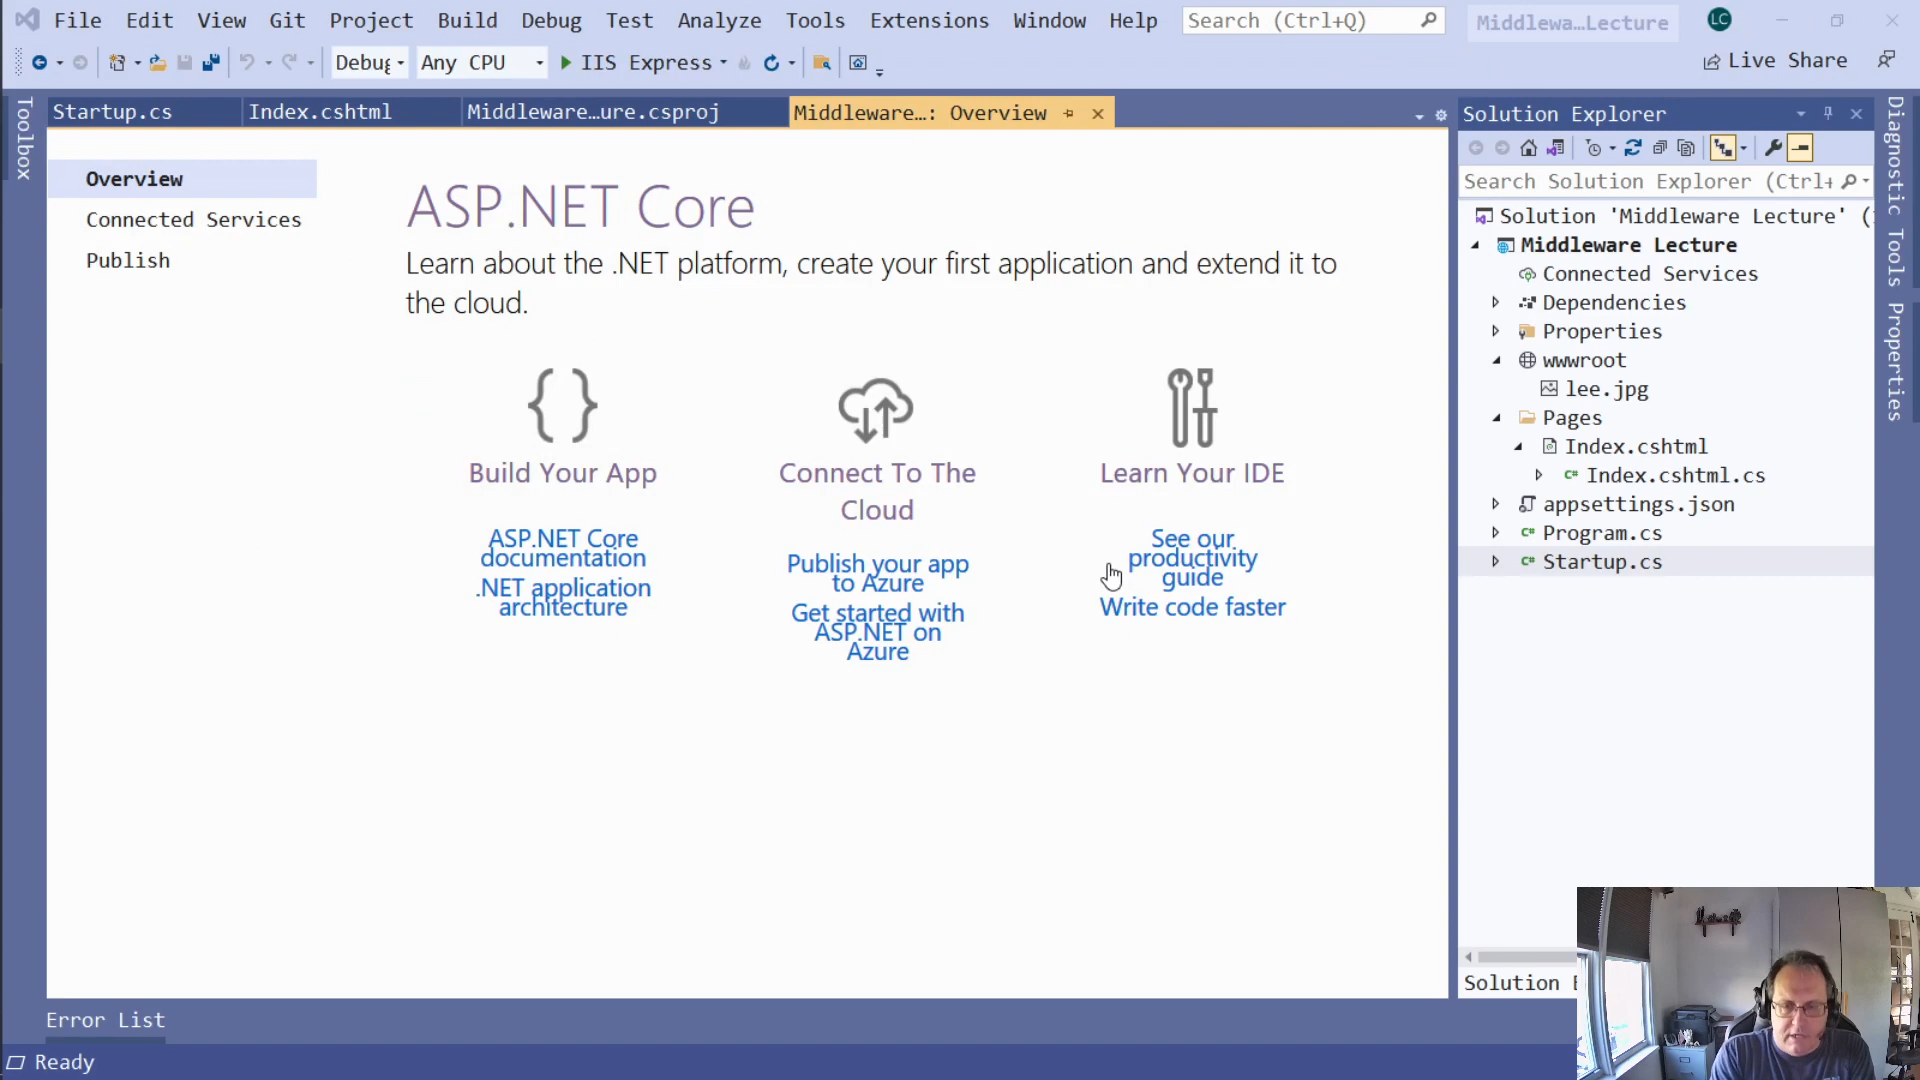 File Edit View Git Project Build Debug Test Analyze Tools Extensions Window Help Search (Ctrl+Q) Middlewa…Lecture LC
Debug Any CPU IIS Express Live Share
Toolbox
Startup.cs Index.cshtml Middleware…ure.csproj Middleware…: Overview
Overview
Connected Services
Publish
ASP.NET Core
Learn about the .NET platform, create your first application and extend it to
the cloud.
Build Your App
ASP.NET Core
documentation
.NET application
architecture
Connect To The
Cloud
Publish your app
to Azure
Get started with
ASP.NET on
Azure
Learn Your IDE
See our
productivity
guide
Write code faster
Solution Explorer
Search Solution Explorer (Ctrl+
Solution 'Middleware Lecture' (
Middleware Lecture
Connected Services
Dependencies
Properties
wwwroot
lee.jpg
Pages
Index.cshtml
C# Index.cshtml.cs
appsettings.json
C# Program.cs
C# Startup.cs
Solution E
Diagnostic Tools
Properties
Error List
Ready